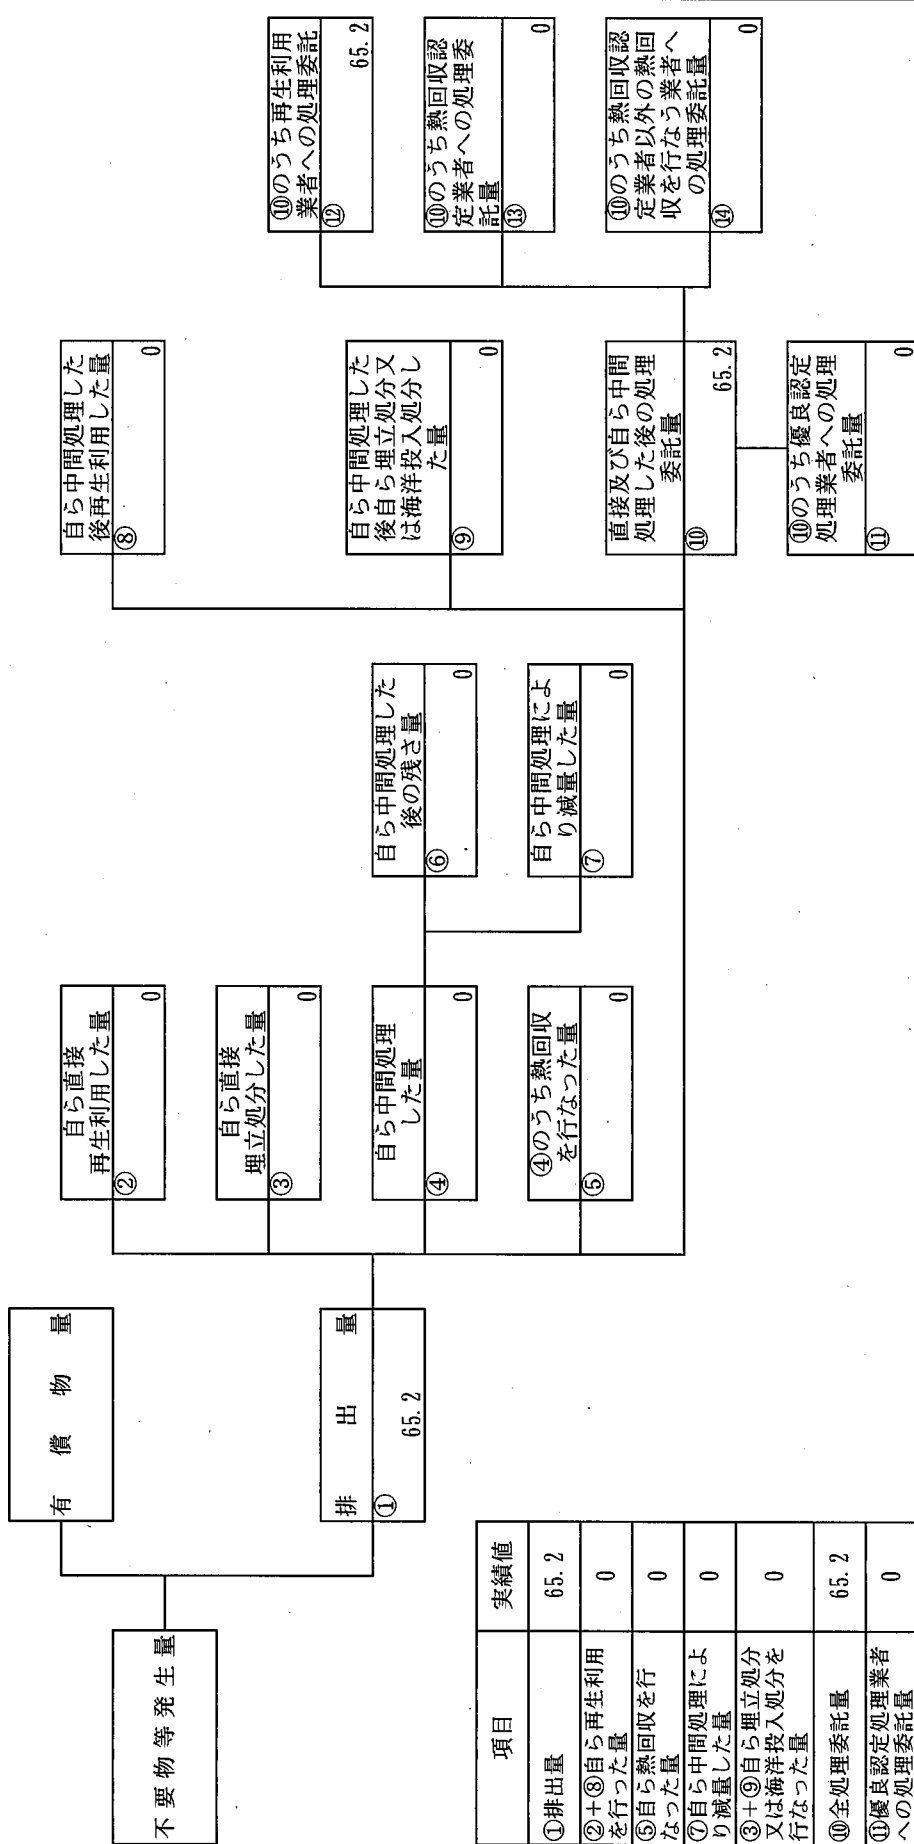 不要物等発生量
有償物量
排出量
①
65.2
自ら直接
再生利用した量
②
0
自ら直接
埋立処分した量
③
0
自ら中間処理
した量
④
0
④のうち熱回収
を行なった量
⑤
0
自ら中間処理した
後の残さ量
⑥
0
自ら中間処理によ
り減量した量
⑦
0
自ら中間処理した
後再生利用した量
⑧
0
自ら中間処理した
後自ら埋立処分又
は海洋投入処分し
た量
⑨
0
直接及び自ら中間
処理した後の処理
委託量
⑩
65.2
⑩のうち優良認定
処理業者への処理
委託量
⑪
0
⑩のうち再生利用
業者への処理委託
⑫
65.2
⑩のうち熱回収認
定業者への処理委
託量
⑬
0
⑩のうち熱回収認
定業者以外の熱回
収を行なう業者へ
の処理委託量
⑭
0
項目 実績値
①排出量 65.2
②+⑧自ら再生利用
を行った量 0
⑤自ら熱回収を行
なった量 0
⑦自ら中間処理によ
り減量した量 0
③+⑨自ら埋立処分
又は海洋投入処分を
行なった量 0
⑩全処理委託量 65.2
⑪優良認定処理業者
への処理委託量 0